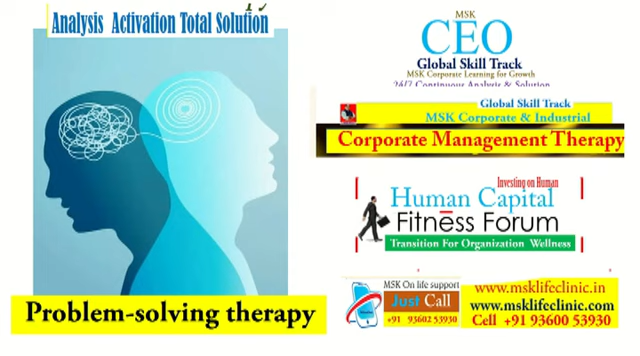 Analysis Activation Total Solution
Problem-solving therapy
MSK
CEO
Global Skill Track
MSK Corporate Learning for Growth
24/7 Continuous Analysis & Solution
Global Skill Track
MSK Corporate & Industrial
Corporate Management Therapy
Investing on Human
Human Capital
Fitness Forum
Transition For Organization Wellness
MSK On life support
Just Call
+91 93602 53930
www.msklifeclinic.in
www.msklifeclinic.com
Cell +91 93600 53930